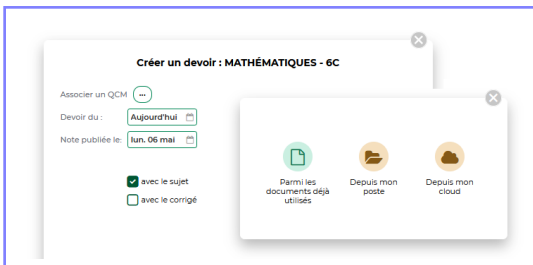 Créer un devoir : MATHÉMATIQUES - 6C
Associer un QCM ...
Devoir du : Aujourd'hui
Note publiée le: lun. 06 mai
avec le sujet
avec le corrigé
Parmi les
documents déjà
utilisés
Depuis mon
poste
Depuis mon
cloud